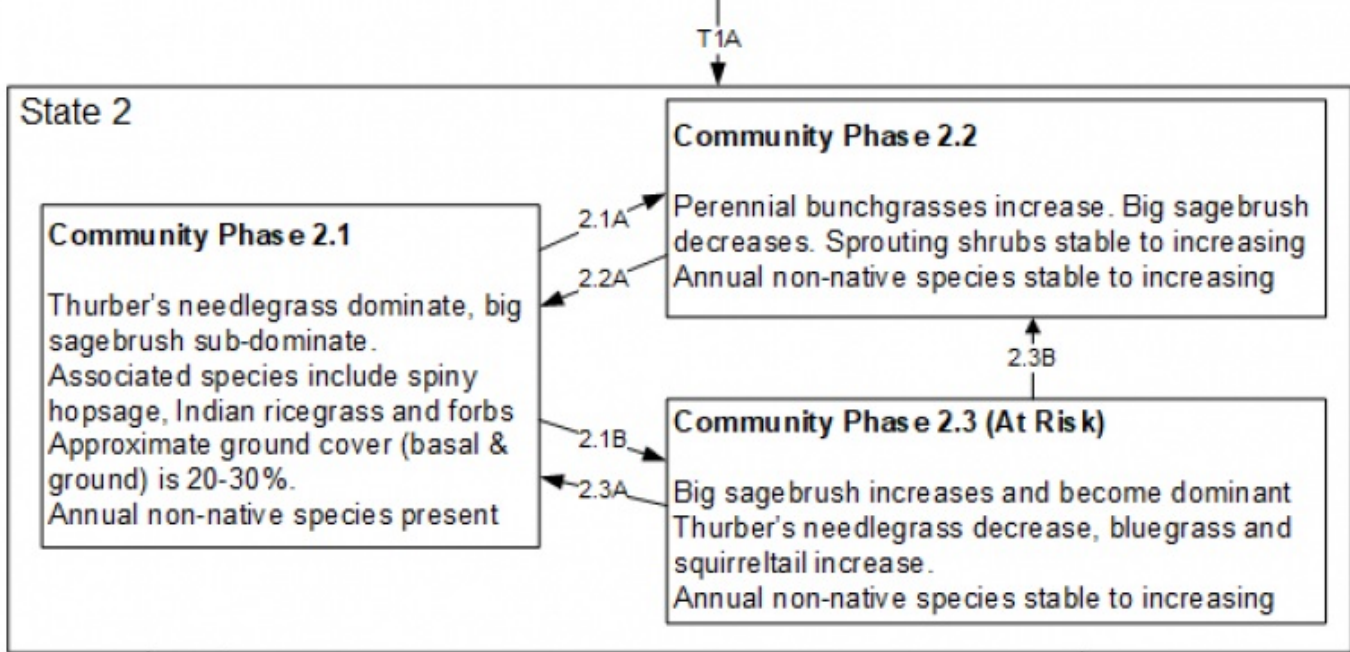 T1A
State 2
Community Phase 2.1
Thurber's needlegrass dominate, big
sagebrush sub-dominate.
Associated species include spiny
hopsage, Indian ricegrass and forbs
Approximate ground cover (basal &
ground) is 20-30%.
Annual non-native species present
2.1A
2.2A
2.1B
2.3A
Community Phase 2.2
Perennial bunchgrasses increase. Big sagebrush
decreases. Sprouting shrubs stable to increasing
Annual non-native species stable to increasing
2.3B
Community Phase 2.3 (At Risk)
Big sagebrush increases and become dominant
Thurber's needlegrass decrease, bluegrass and
squirreltail increase.
Annual non-native species stable to increasing